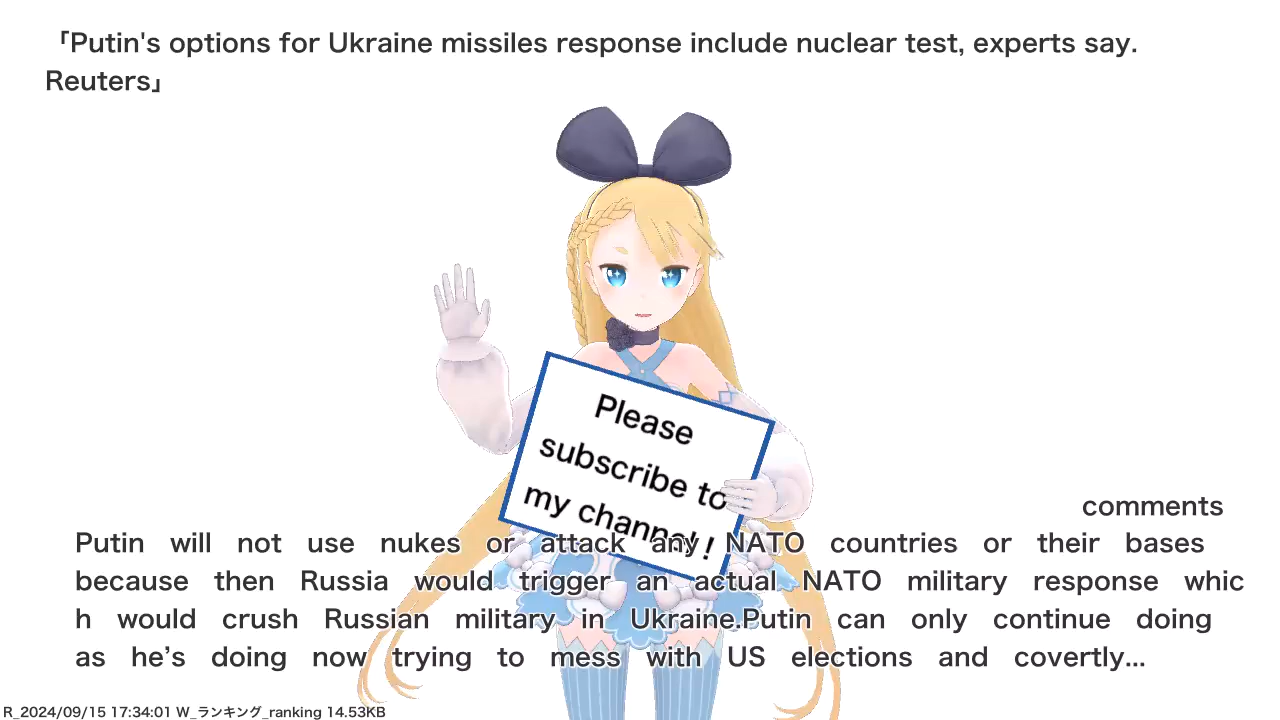 「Putin's options for Ukraine missiles response include nuclear test, experts say.
Reuters」
Please
subscribe to
my channel!
comments
Putin will not use nukes or attack any NATO countries or their bases
because then Russia would trigger an actual NATO military response whic
h would crush Russian military in Ukraine.Putin can only continue doing
as he’s doing now trying to mess with US elections and covertly...
R_2024/09/15 17:34:01 W_ランキング_ranking 14.53KB